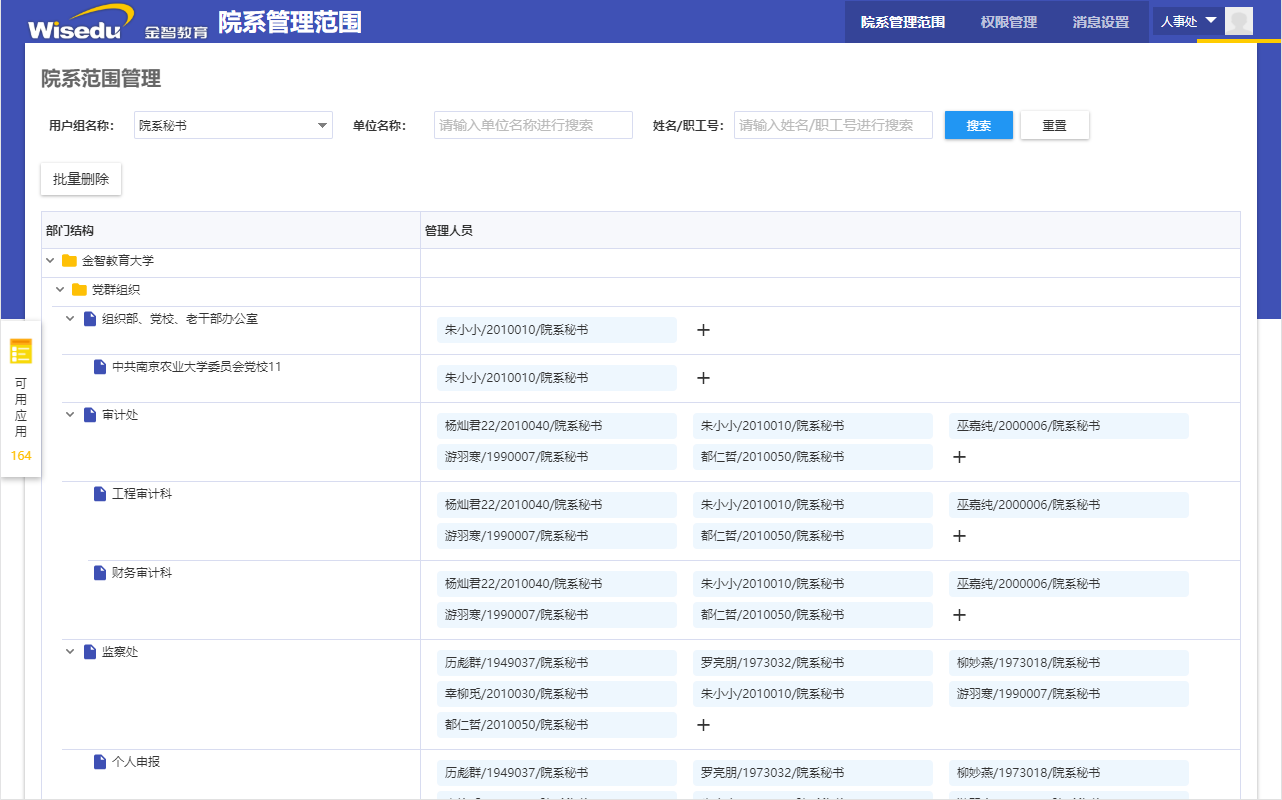 Wisedu 金智教育 院系管理范围 院系管理范围 权限管理 消息设置 人事处
院系范围管理
用户组名称: 院系秘书 单位名称: 请输入单位名称进行搜索 姓名/职工号: 请输入姓名/职工号进行搜索 搜索 重置
批量删除
部门结构 管理人员
金智教育大学
党群组织
组织部、党校、老干部办公室
朱小小/2010010/院系秘书
中共南京农业大学委员会党校11
朱小小/2010010/院系秘书
可用应用
164
审计处
杨灿君22/2010040/院系秘书 朱小小/2010010/院系秘书 巫嘉纯/2000006/院系秘书
游羽寒/1990007/院系秘书 都仁哲/2010050/院系秘书
工程审计科
杨灿君22/2010040/院系秘书 朱小小/2010010/院系秘书 巫嘉纯/2000006/院系秘书
游羽寒/1990007/院系秘书 都仁哲/2010050/院系秘书
财务审计科
杨灿君22/2010040/院系秘书 朱小小/2010010/院系秘书 巫嘉纯/2000006/院系秘书
游羽寒/1990007/院系秘书 都仁哲/2010050/院系秘书
监察处
历彪群/1949037/院系秘书 罗亮朋/1973032/院系秘书 柳妙燕/1973018/院系秘书
幸柳觅/2010030/院系秘书 朱小小/2010010/院系秘书 游羽寒/1990007/院系秘书
都仁哲/2010050/院系秘书
个人申报
历彪群/1949037/院系秘书 罗亮朋/1973032/院系秘书 柳妙燕/1973018/院系秘书